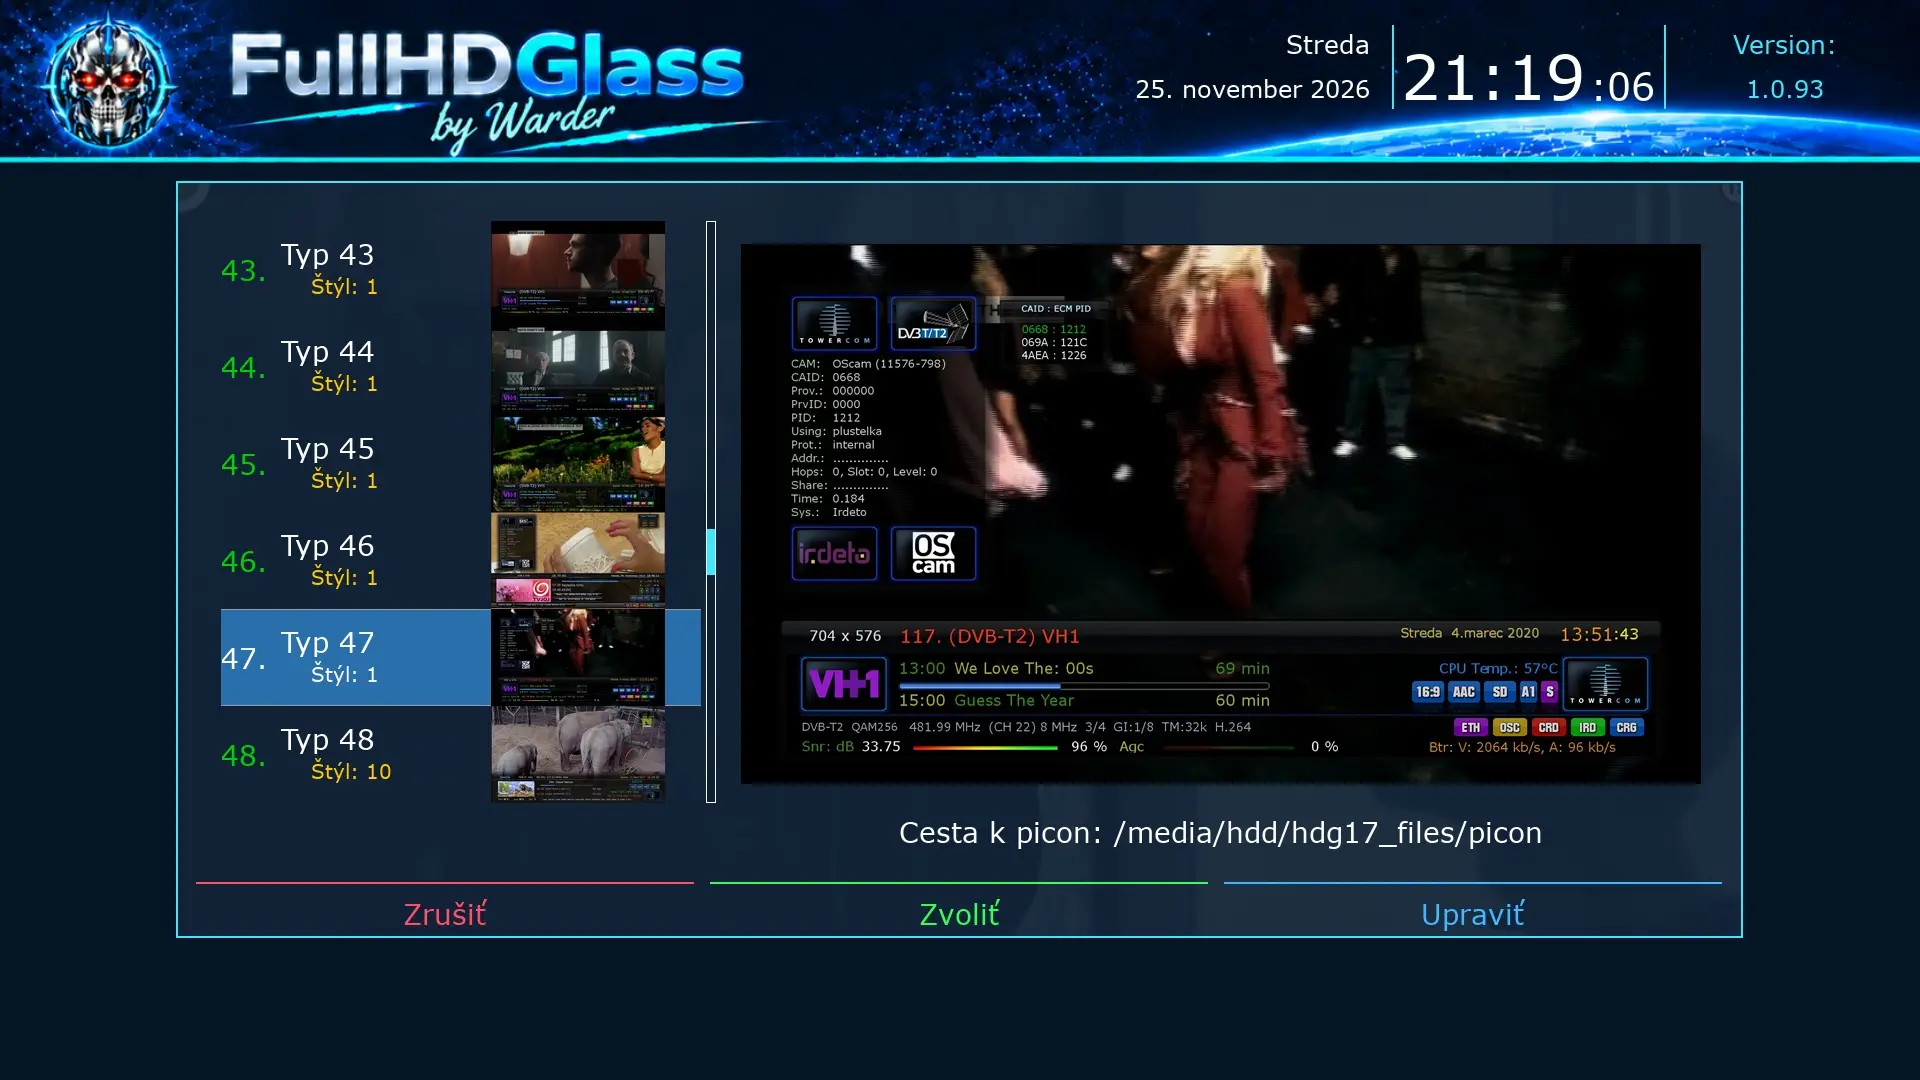 FullHDGlass
by Warder
Streda
25. november 2026
21:19:06
Version:
1.0.93
43.
Typ 43
Štýl: 1
44.
Typ 44
Štýl: 1
45.
Typ 45
Štýl: 1
46.
Typ 46
Štýl: 1
47.
Typ 47
Štýl: 1
48.
Typ 48
Štýl: 10
TOWERCOM
DVB T/T2
CAID : ECM PID
0668 : 1212
069A : 121C
4AEA : 1226
CAM: OScam (11576-798)
CAID: 0668
Prov.: 000000
PrvID: 0000
PID: 1212
Using: plustelka
Prot.: internal
Addr.: ..............
Hops: 0, Slot: 0, Level: 0
Share: ..............
Time: 0.184
Sys.: Irdeto
irdeto
OS cam
704 x 576
117. (DVB-T2) VH1
Streda 4.marec 2020
13:51:43
VH1
13:00 We Love The: 00s
69 min
15:00 Guess The Year
60 min
CPU Temp.: 57°C
16:9 AAC SD A1 S
TOWERCOM
DVB-T2 QAM256 481.99 MHz (CH 22) 8 MHz 3/4 GI:1/8 TM:32k H.264
ETH OSC CRD IRD CRG
Snr: dB 33.75
96 %
Agc
0 %
Btr: V: 2064 kb/s, A: 96 kb/s
Cesta k picon: /media/hdd/hdg17_files/picon
Zrušiť
Zvoliť
Upraviť